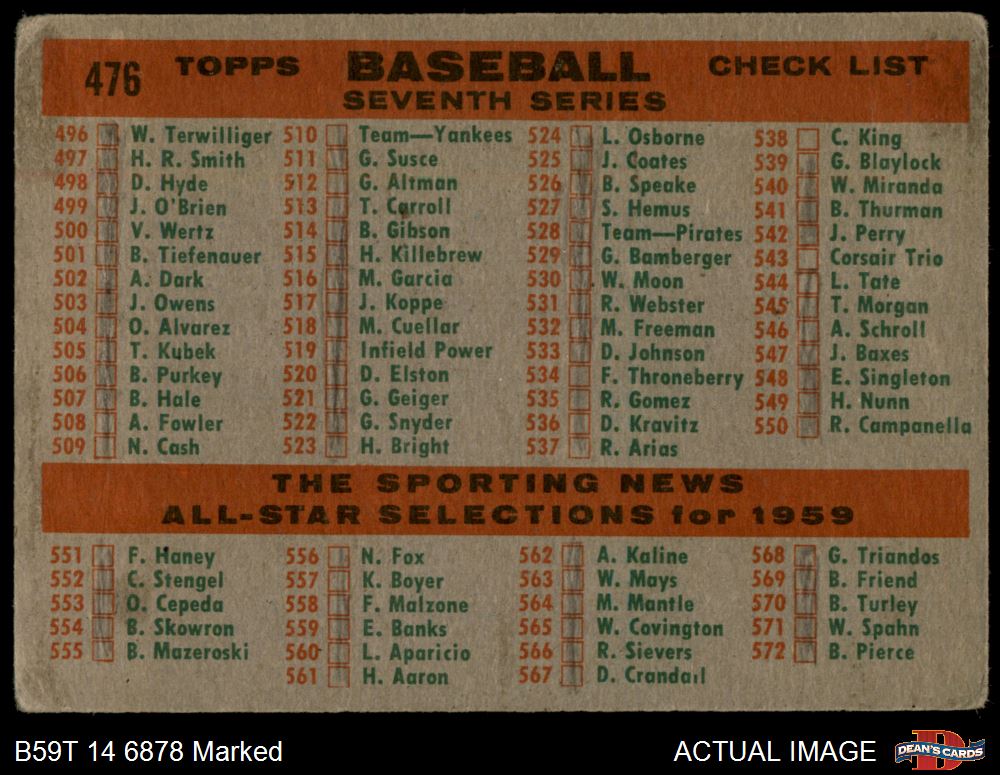 476 TOPPS BASEBALL CHECK LIST
SEVENTH SERIES
496 W. Terwilliger
497 H. R. Smith
498 D. Hyde
499 J. O'Brien
500 V. Wertz
501 B. Tiefenauer
502 A. Dark
503 J. Owens
504 O. Alvarez
505 T. Kubek
506 B. Purkey
507 B. Hale
508 A. Fowler
509 N. Cash
510 Team—Yankees
511 G. Susce
512 G. Altman
513 T. Carroll
514 B. Gibson
515 H. Killebrew
516 M. Garcia
517 J. Koppe
518 M. Cuellar
519 Infield Power
520 D. Elston
521 G. Geiger
522 G. Snyder
523 H. Bright
524 L. Osborne
525 J. Coates
526 B. Speake
527 S. Hemus
528 Team—Pirates
529 G. Bamberger
530 W. Moon
531 R. Webster
532 M. Freeman
533 D. Johnson
534 F. Throneberry
535 R. Gomez
536 D. Kravitz
537 R. Arias
538 C. King
539 G. Blaylock
540 W. Miranda
541 B. Thurman
542 J. Perry
543 Corsair Trio
544 L. Tate
545 T. Morgan
546 A. Schroll
547 J. Baxes
548 E. Singleton
549 H. Nunn
550 R. Campanella
THE SPORTING NEWS
ALL-STAR SELECTIONS for 1959
551 F. Haney
552 C. Stengel
553 O. Cepeda
554 B. Skowron
555 B. Mazeroski
556 N. Fox
557 K. Boyer
558 F. Malzone
559 E. Banks
560 L. Aparicio
561 H. Aaron
562 A. Kaline
563 W. Mays
564 M. Mantle
565 W. Covington
566 R. Sievers
567 D. Crandall
568 G. Triandos
569 B. Friend
570 B. Turley
571 W. Spahn
572 B. Pierce
B59T 14 6878 Marked
ACTUAL IMAGE
DEAN'S CARDS